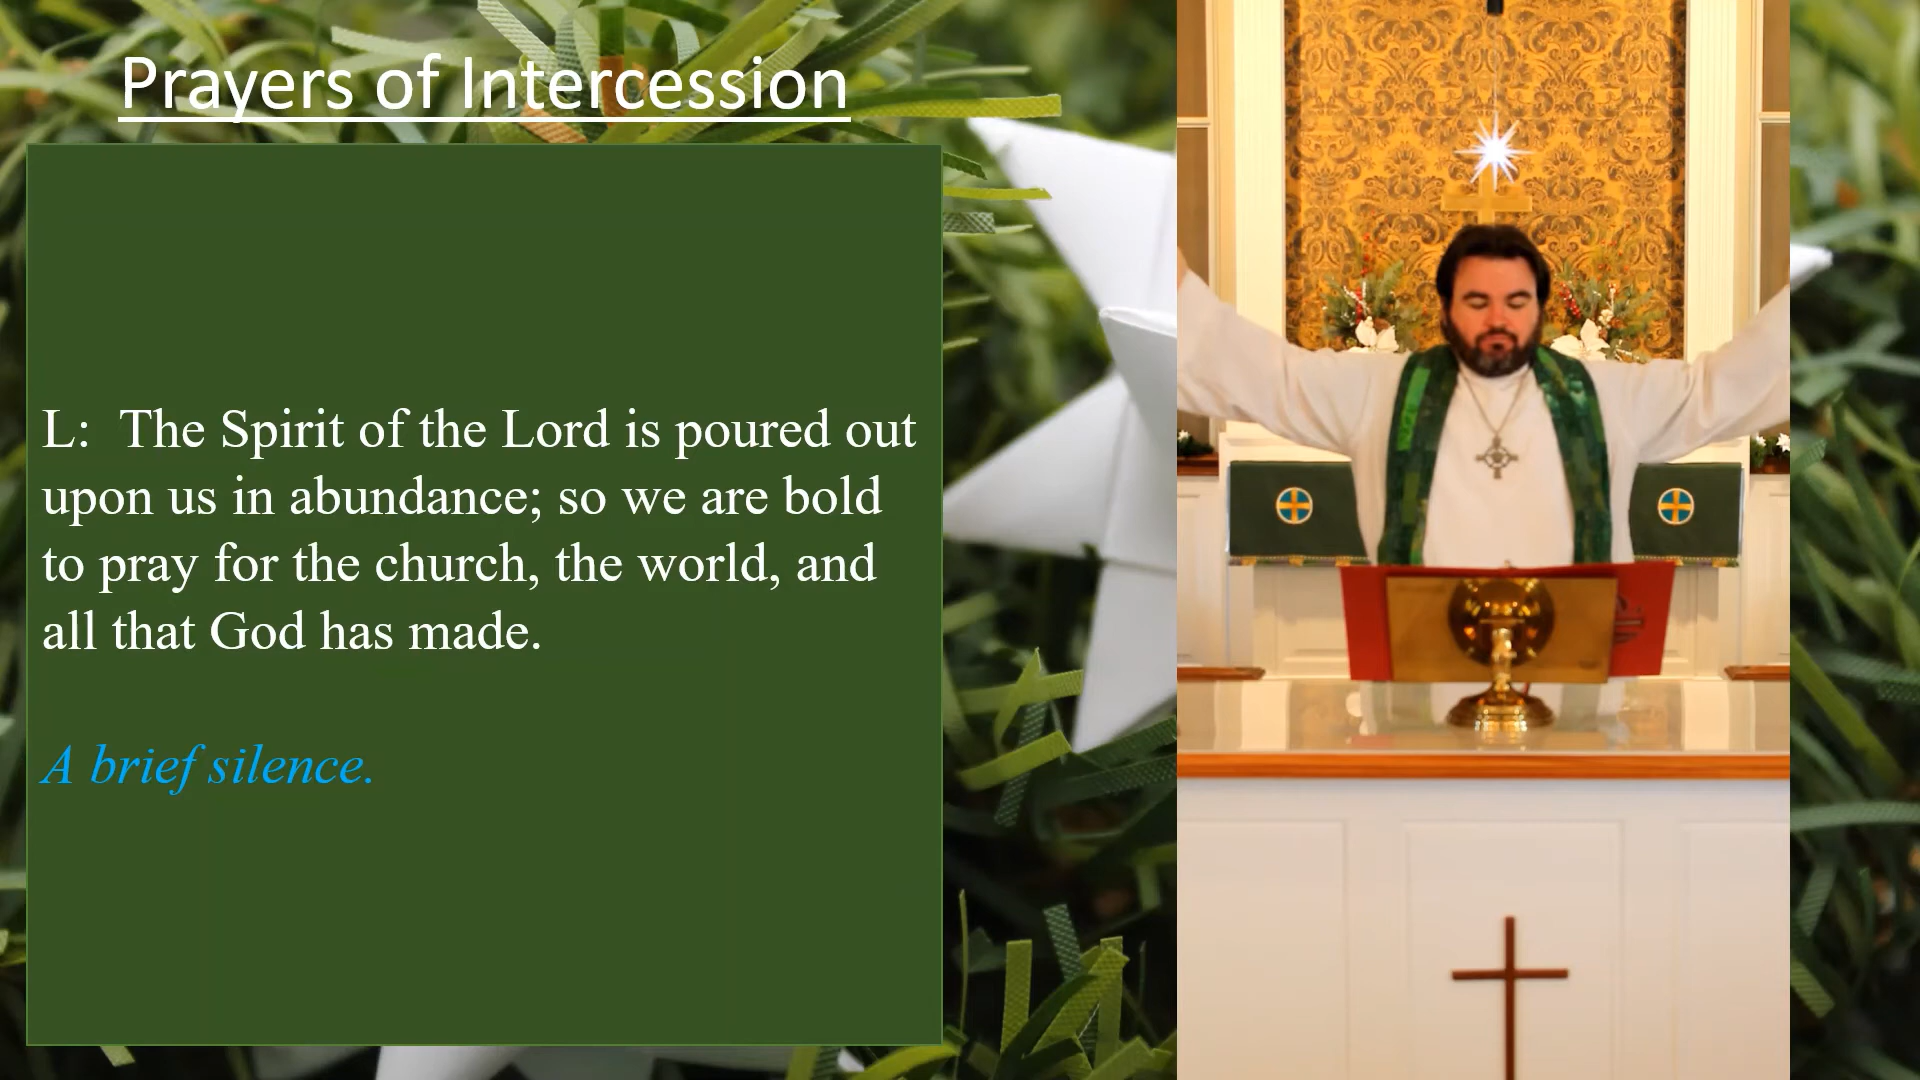 Prayers of Intercession
L:  The Spirit of the Lord is poured out
upon us in abundance; so we are bold
to pray for the church, the world, and
all that God has made.
A brief silence.